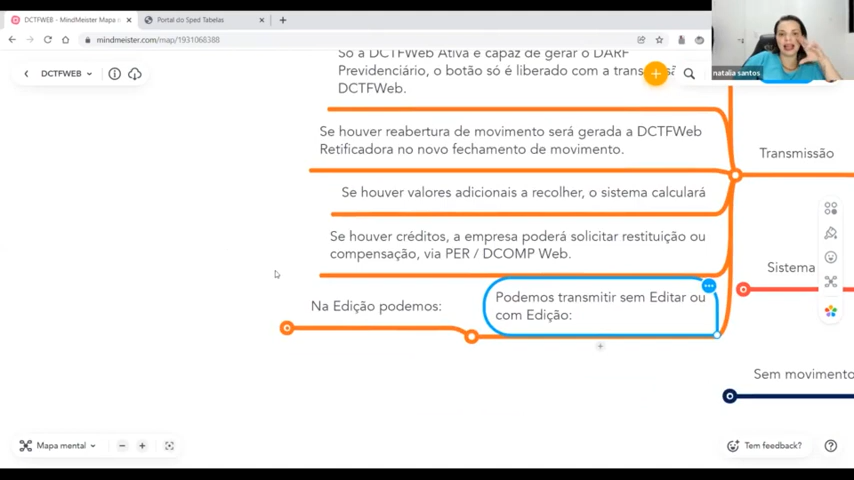 DCTFWEB - MindMeister Mapa
Portal do Sped Tabelas
mindmeister.com/map/1931068388
natalia santos
DCTFWEB
Só a DCTFWeb Ativa é capaz de gerar o DARF
Previdenciário, o botão só é liberado com a
DCTFWeb.
Se houver reabertura de movimento será gerada a DCTFWeb
Retificadora no novo fechamento de movimento.
Transmissão
Se houver valores adicionais a recolher, o sistema calculará
Se houver créditos, a empresa poderá solicitar restituição ou
compensação, via PER / DCOMP Web.
Sistema
Podemos transmitir sem Editar ou
com Edição:
Na Edição podemos:
Sem movimento
Mapa mental
Tem feedback?